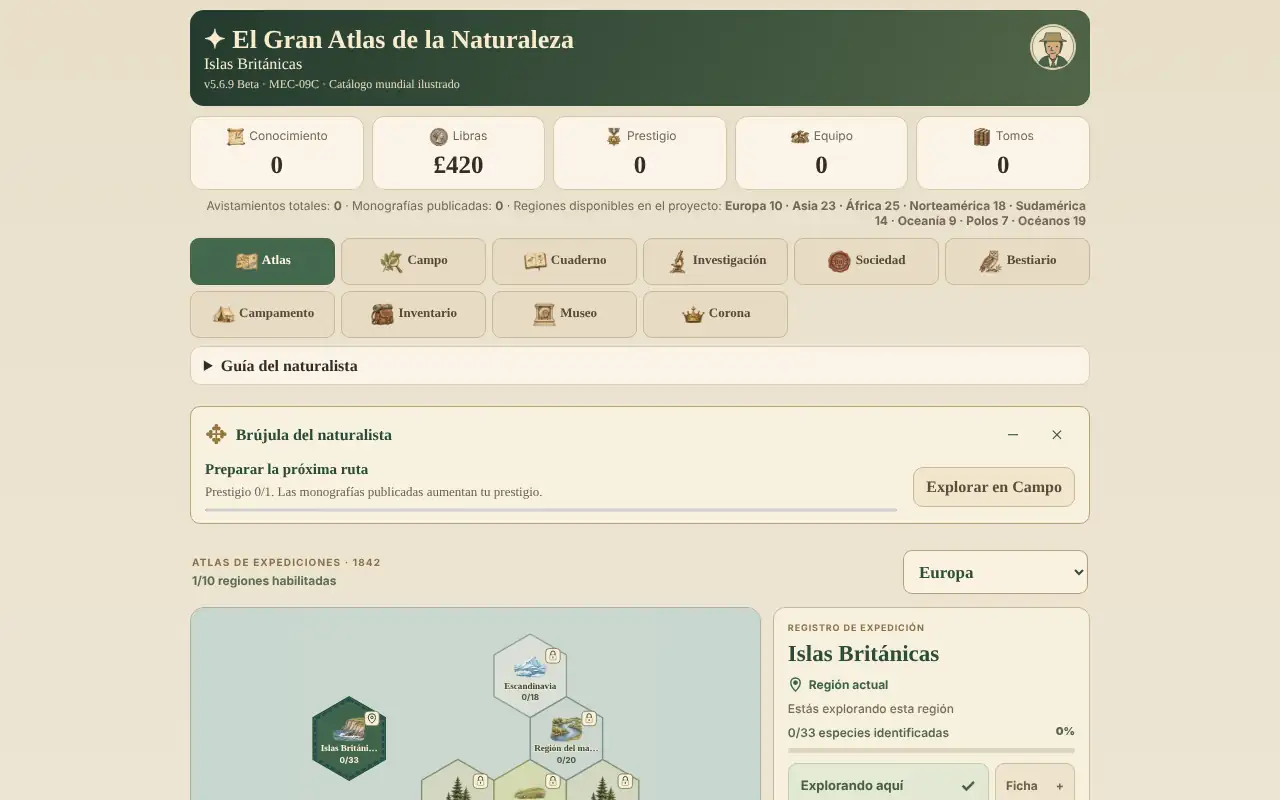 ✦ El Gran Atlas de la Naturaleza
Islas Británicas
v5.6.9 Beta · MEC-09C · Catálogo mundial ilustrado
Conocimiento
0
Libras
£420
Prestigio
0
Equipo
0
Tomos
0
Avistamientos totales: 0 · Monografías publicadas: 0 · Regiones disponibles en el proyecto: Europa 10 · Asia 23 · África 25 · Norteamérica 18 · Sudamérica
14 · Oceanía 9 · Polos 7 · Océanos 19
Atlas
Campo
Cuaderno
Investigación
Sociedad
Bestiario
Campamento
Inventario
Museo
Corona
▶ Guía del naturalista
Brújula del naturalista
Preparar la próxima ruta
Prestigio 0/1. Las monografías publicadas aumentan tu prestigio.
Explorar en Campo
ATLAS DE EXPEDICIONES · 1842
1/10 regiones habilitadas
Europa
Escandinavia
0/18
Islas Británi...
0/33
Región del ma...
0/20
REGISTRO DE EXPEDICIÓN
Islas Británicas
Región actual
Estás explorando esta región
0/33 especies identificadas
0%
Explorando aquí
Ficha +